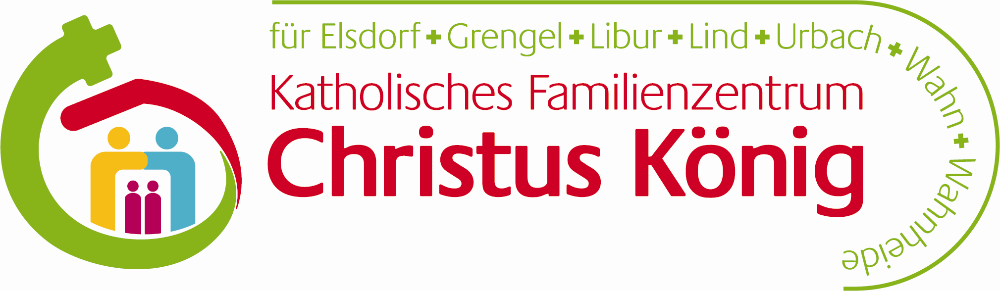 für Elsdorf+Grengel+Libur+Lind+Urbach+Wahn+Wahnheide
Katholisches Familienzentrum
Christus König